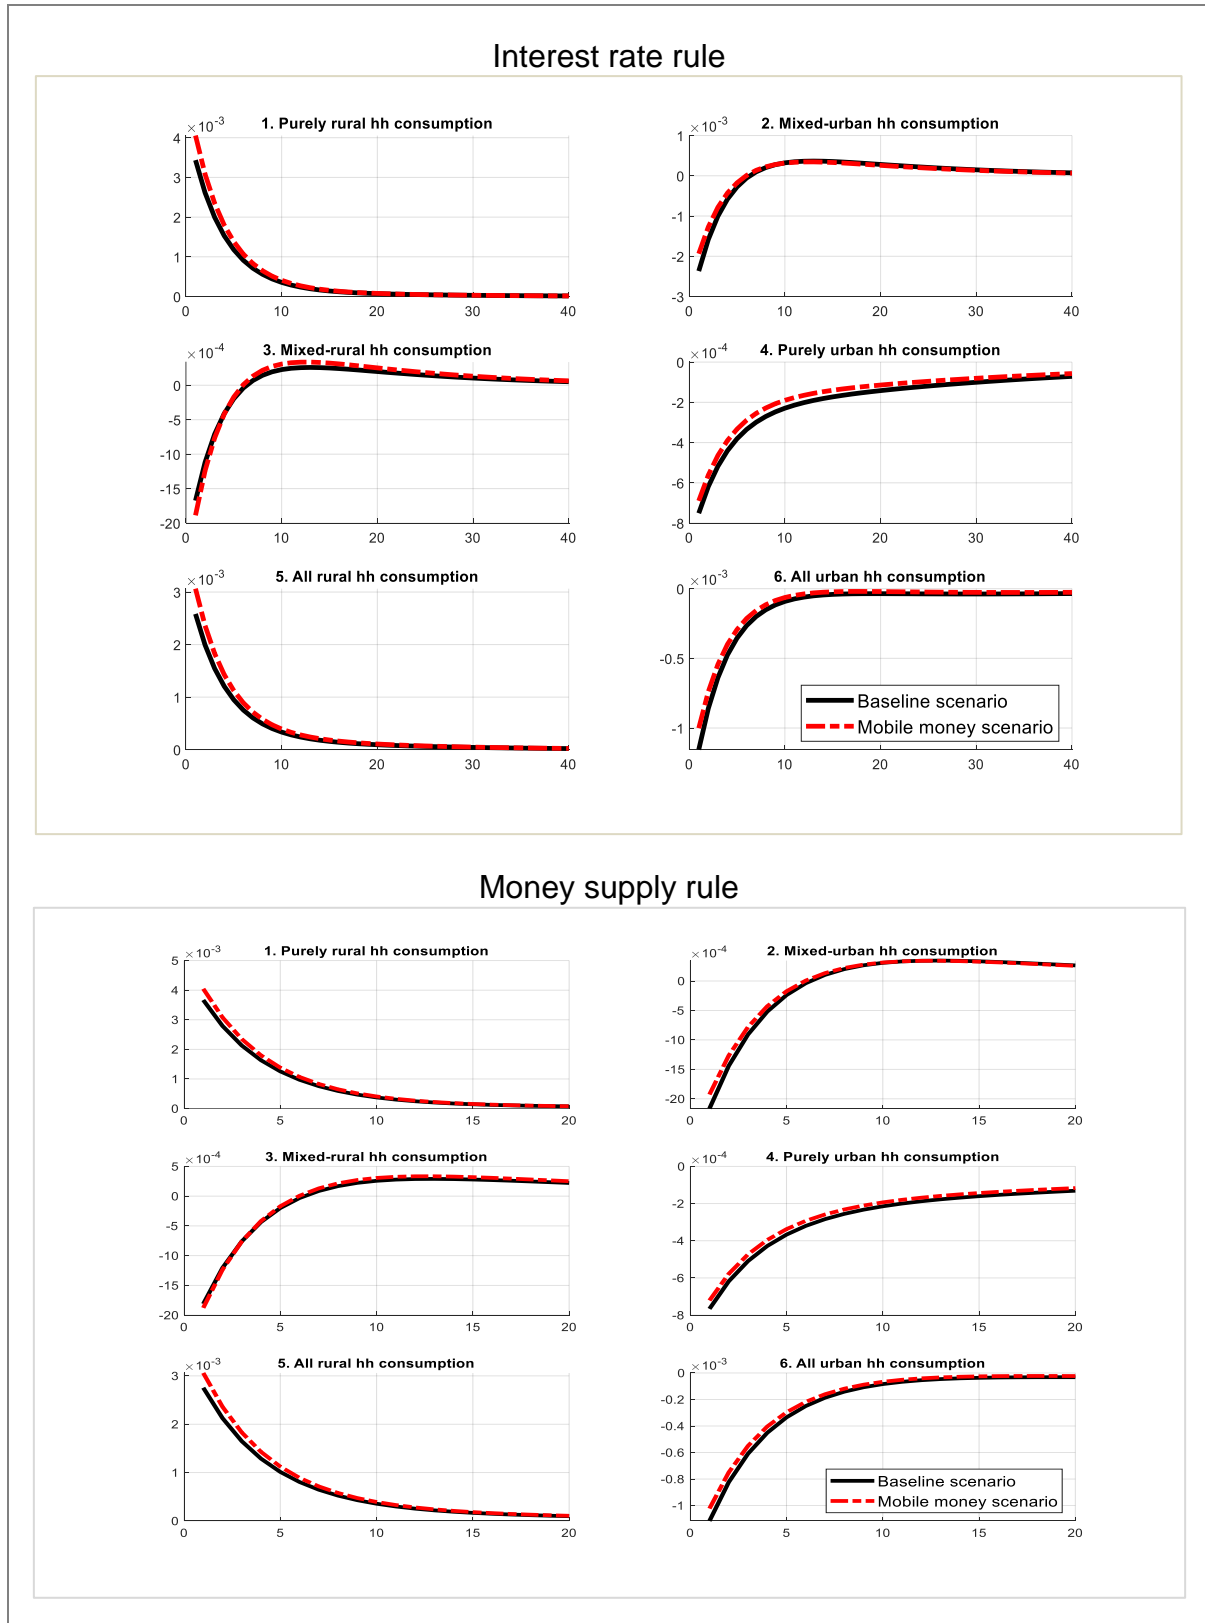 Interest rate rule
1. Purely rural hh consumption
×10^-3
4
3
2
1
0
0 10 20 30 40
2. Mixed-urban hh consumption
×10^-3
1
0
-1
-2
-3
0 10 20 30 40
3. Mixed-rural hh consumption
×10^-4
0
-5
-10
-15
-20
0 10 20 30 40
4. Purely urban hh consumption
×10^-4
0
-2
-4
-6
-8
0 10 20 30 40
5. All rural hh consumption
×10^-3
3
2
1
0
0 10 20 30 40
6. All urban hh consumption
×10^-3
0
-0.5
-1
Baseline scenario
Mobile money scenario
0 10 20 30 40
Money supply rule
1. Purely rural hh consumption
×10^-3
5
4
3
2
1
0
0 5 10 15 20
2. Mixed-urban hh consumption
×10^-4
0
-5
-10
-15
-20
0 5 10 15 20
3. Mixed-rural hh consumption
×10^-4
5
0
-5
-10
-15
-20
0 5 10 15 20
4. Purely urban hh consumption
×10^-4
0
-2
-4
-6
-8
0 5 10 15 20
5. All rural hh consumption
×10^-3
3
2
1
0
0 5 10 15 20
6. All urban hh consumption
×10^-3
0
-0.2
-0.4
-0.6
-0.8
-1
Baseline scenario
Mobile money scenario
0 5 10 15 20